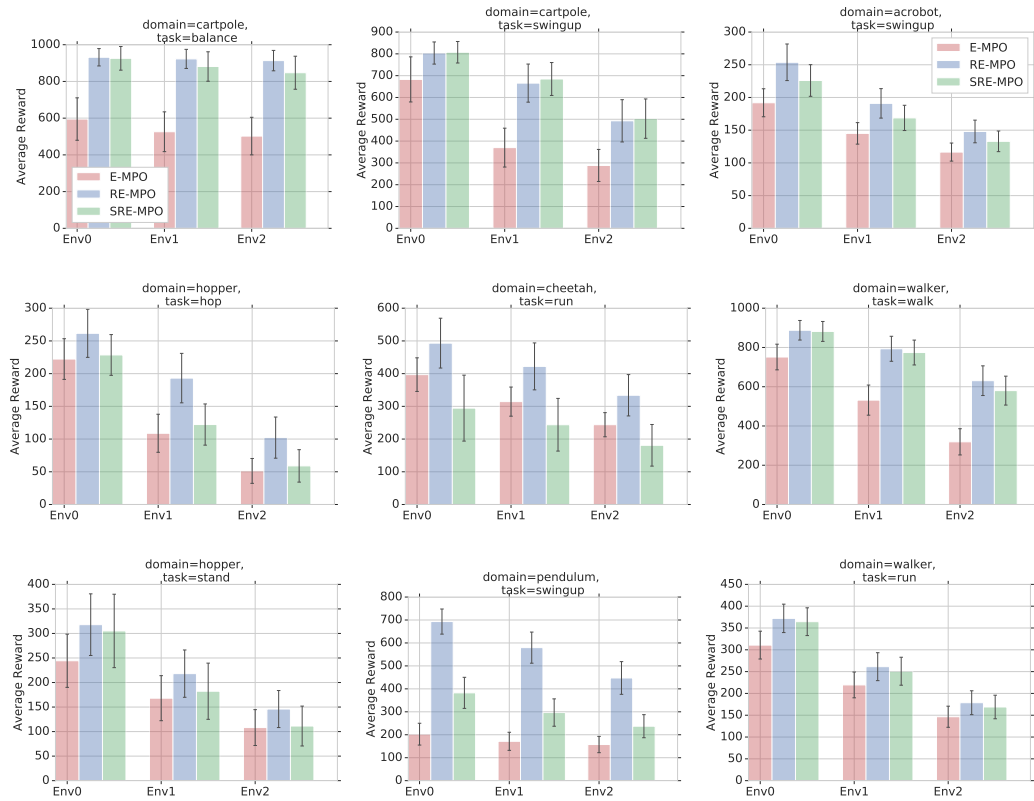 domain=cartpole,
task=balance
Average Reward
1000
800
600
400
200
0
E-MPO
RE-MPO
SRE-MPO
Env0 Env1 Env2
domain=cartpole,
task=swingup
Average Reward
900
800
700
600
500
400
300
200
100
0
Env0 Env1 Env2
domain=acrobot,
task=swingup
Average Reward
300
250
200
150
100
50
0
E-MPO
RE-MPO
SRE-MPO
Env0 Env1 Env2
domain=hopper,
task=hop
Average Reward
300
250
200
150
100
50
0
Env0 Env1 Env2
domain=cheetah,
task=run
Average Reward
600
500
400
300
200
100
0
Env0 Env1 Env2
domain=walker,
task=walk
Average Reward
1000
800
600
400
200
0
Env0 Env1 Env2
domain=hopper,
task=stand
Average Reward
400
350
300
250
200
150
100
50
0
Env0 Env1 Env2
domain=pendulum,
task=swingup
Average Reward
800
700
600
500
400
300
200
100
0
Env0 Env1 Env2
domain=walker,
task=run
Average Reward
450
400
350
300
250
200
150
100
50
0
Env0 Env1 Env2